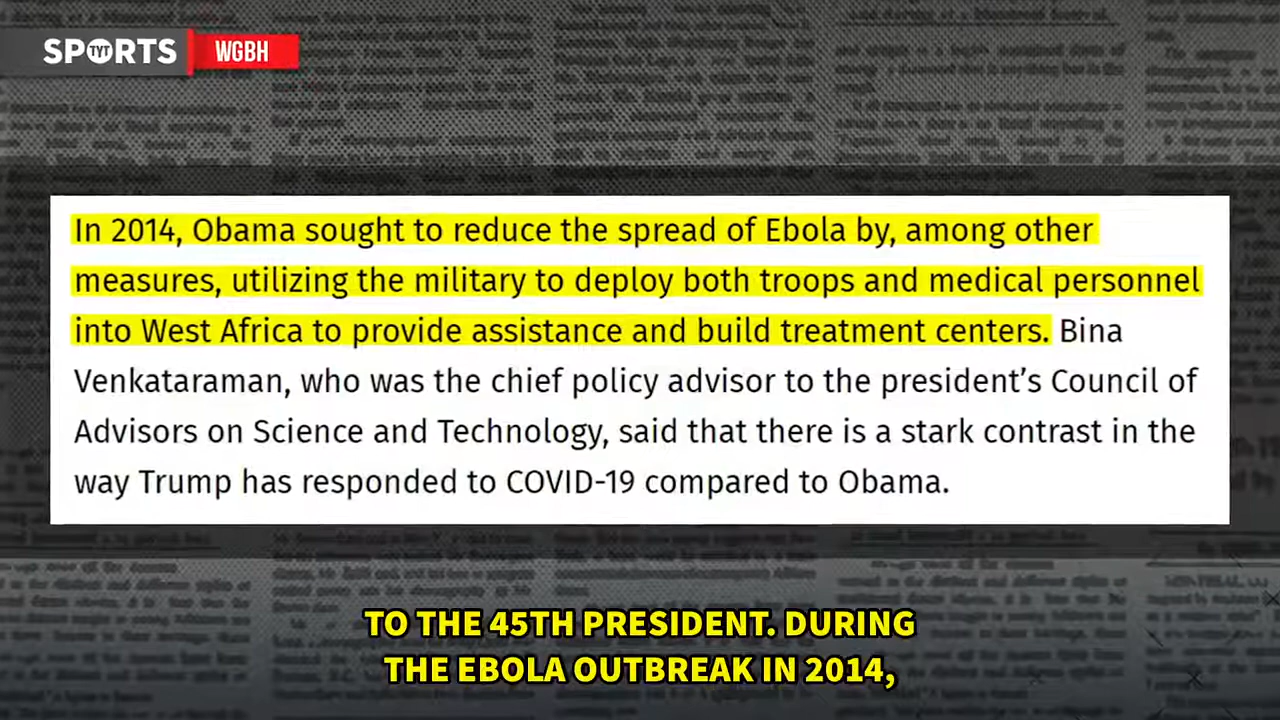 SPORTS TYT WGBH
In 2014, Obama sought to reduce the spread of Ebola by, among other
measures, utilizing the military to deploy both troops and medical personnel
into West Africa to provide assistance and build treatment centers. Bina
Venkataraman, who was the chief policy advisor to the president’s Council of
Advisors on Science and Technology, said that there is a stark contrast in the
way Trump has responded to COVID-19 compared to Obama.
TO THE 45TH PRESIDENT. DURING
THE EBOLA OUTBREAK IN 2014,